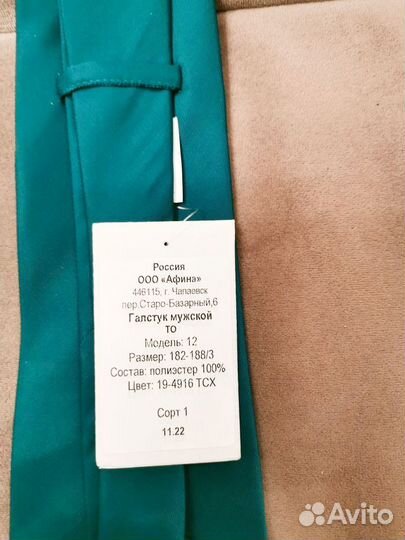 Россия
ООО «Афина»
446115, г. Чапаевск
пер.Старо-Базарный,6
Галстук мужской
ТО
Модель: 12
Размер: 182-188/3
Состав: полиэстер 100%
Цвет: 19-4916 TCX
Сорт 1
11.22
Avito